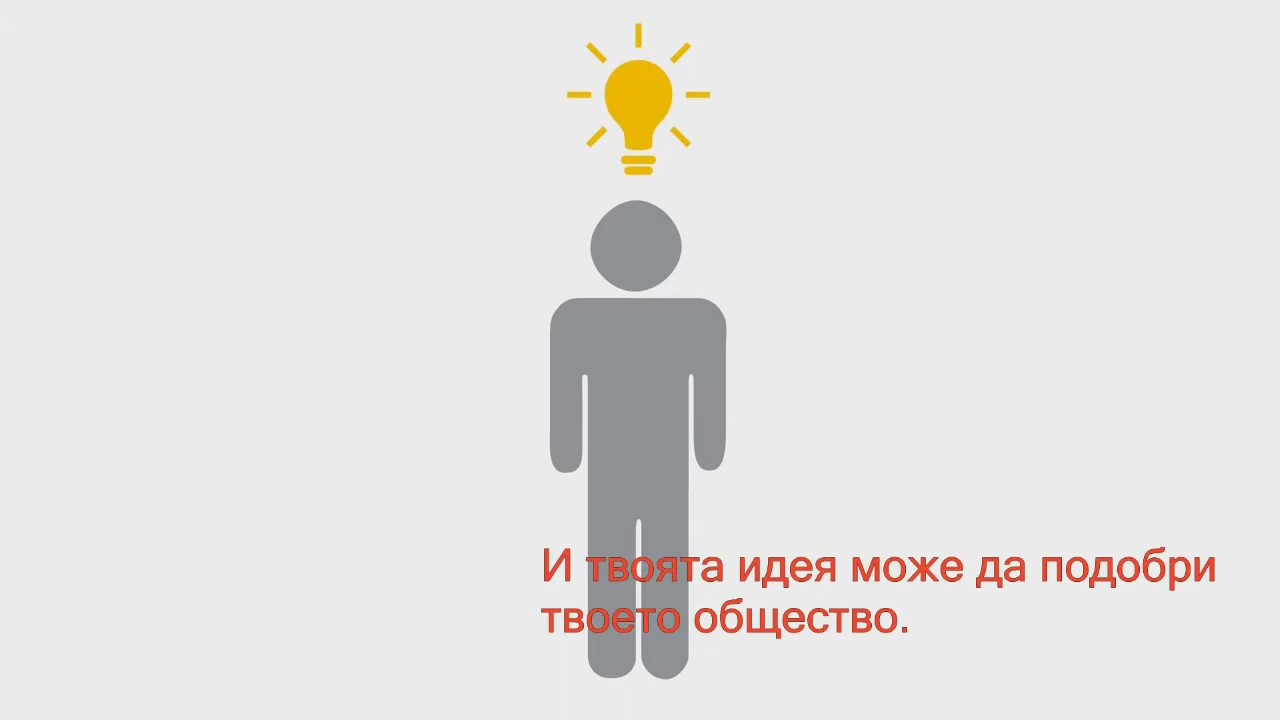 И твоята идея може да подобри
твоето общество.